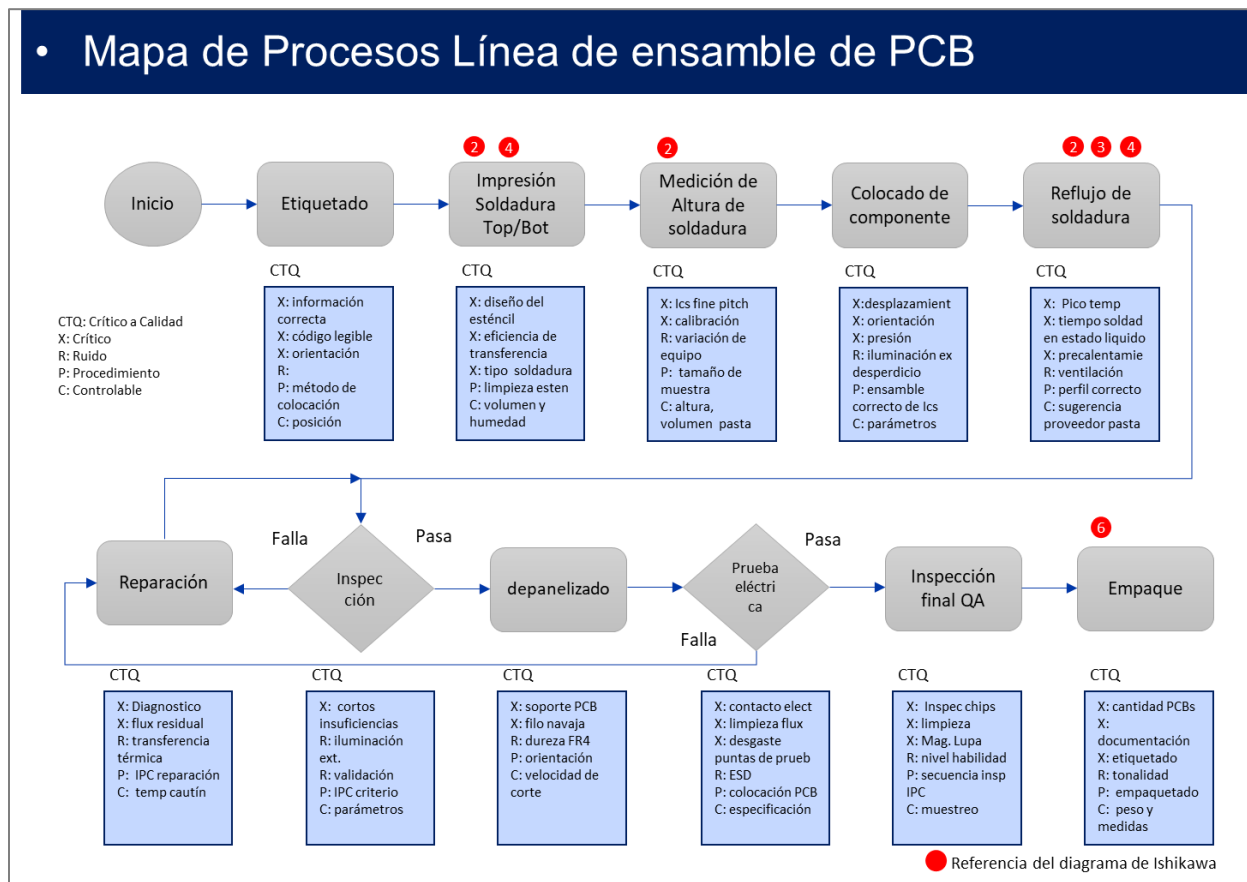 • Mapa de Procesos Línea de ensamble de PCB
2 4
2
2 3 4
Inicio
Etiquetado
Impresión
Soldadura
Top/Bot
Medición de
Altura de
soldadura
Colocado de
componente
Reflujo de
soldadura
CTQ: Crítico a Calidad
X: Crítico
R: Ruido
P: Procedimiento
C: Controlable
CTQ
X: información
correcta
X: código legible
X: orientación
R:
P: método de
colocación
C: posición
CTQ
X: diseño del
esténcil
X: eficiencia de
transferencia
X: tipo soldadura
P: limpieza esten
C: volumen y
humedad
CTQ
X: Ics fine pitch
X: calibración
R: variación de
equipo
P: tamaño de
muestra
C: altura,
volumen pasta
CTQ
X:desplazamient
X: orientación
X: presión
R: iluminación ex
desperdicio
P: ensamble
correcto de Ics
C: parámetros
CTQ
X: Pico temp
X: tiempo soldad
en estado liquido
X: precalentamie
R: ventilación
P: perfil correcto
C: sugerencia
proveedor pasta
Reparación
Falla
Inspec
ción
Pasa
depanelizado
Prueba
eléctri
ca
Pasa
Falla
Inspección
final QA
6
Empaque
CTQ
X: Diagnostico
X: flux residual
R: transferencia
térmica
P: IPC reparación
C: temp cautín
CTQ
X: cortos
insuficiencias
R: iluminación
ext.
R: validación
P: IPC criterio
C: parámetros
CTQ
X: soporte PCB
X: filo navaja
R: dureza FR4
P: orientación
C: velocidad de
corte
CTQ
X: contacto elect
X: limpieza flux
X: desgaste
puntas de prueb
R: ESD
P: colocación PCB
C: especificación
CTQ
X: Inspec chips
X: limpieza
X: Mag. Lupa
R: nivel habilidad
P: secuencia insp
IPC
C: muestreo
CTQ
X: cantidad PCBs
X:
documentación
X: etiquetado
R: tonalidad
P: empaquetado
C: peso y
medidas
Referencia del diagrama de Ishikawa